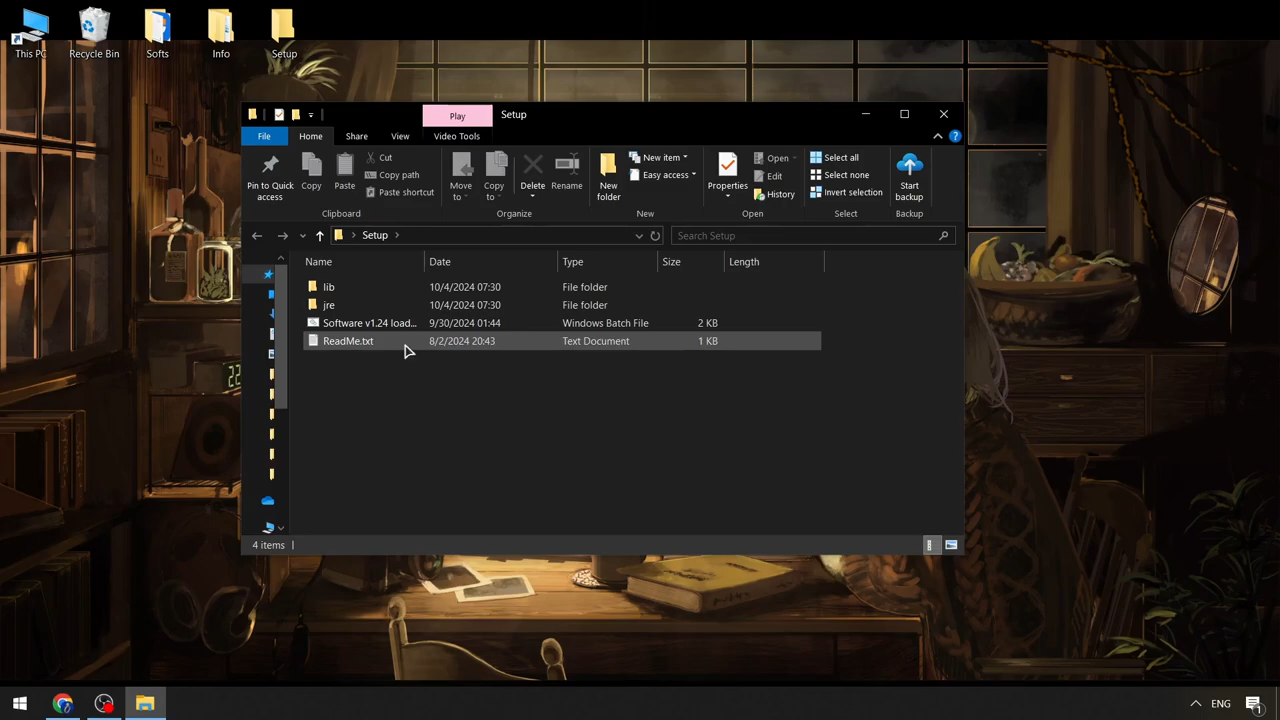 This PC
Recycle Bin
Softs
Info
Setup
Play
Setup
File
Home
Share
View
Video Tools
Pin to Quick
access
Copy
Paste
Cut
Copy path
Paste shortcut
Clipboard
Move
to
Copy
to
Delete
Rename
Organize
New
folder
New item
Easy access
New
Properties
Open
Edit
History
Open
Select all
Select none
Invert selection
Select
Start
backup
Backup
Setup
Search Setup
Name Date Type Size Length
lib 10/4/2024 07:30 File folder
jre 10/4/2024 07:30 File folder
Software v1.24 load... 9/30/2024 01:44 Windows Batch File 2 KB
ReadMe.txt 8/2/2024 20:43 Text Document 1 KB
4 items
22
ENG
1